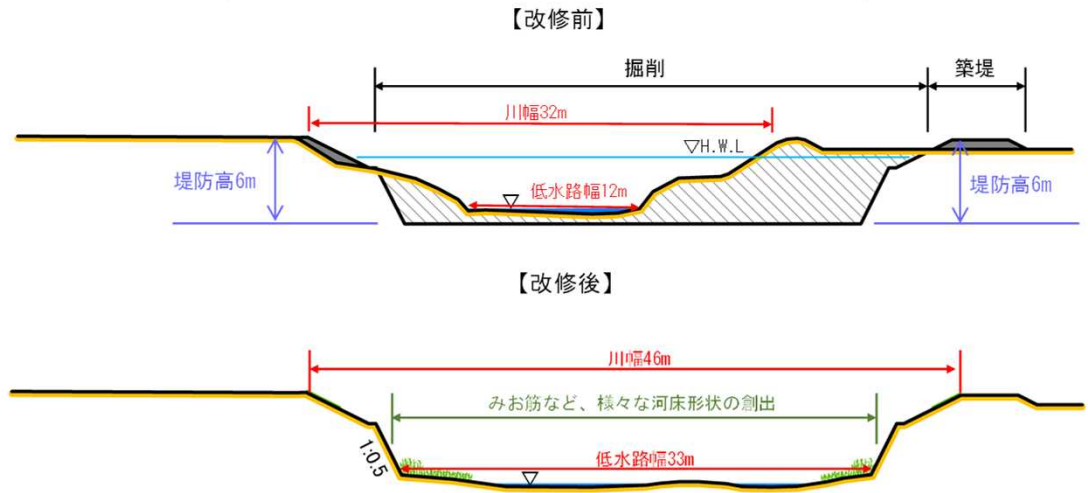 【改修前】
掘削
築堤
川幅32m
▽H.W.L
堤防高6m
低水路幅12m
▽
堤防高6m
【改修後】
川幅46m
みお筋など、様々な河床形状の創出
1:0.5
低水路幅33m
▽